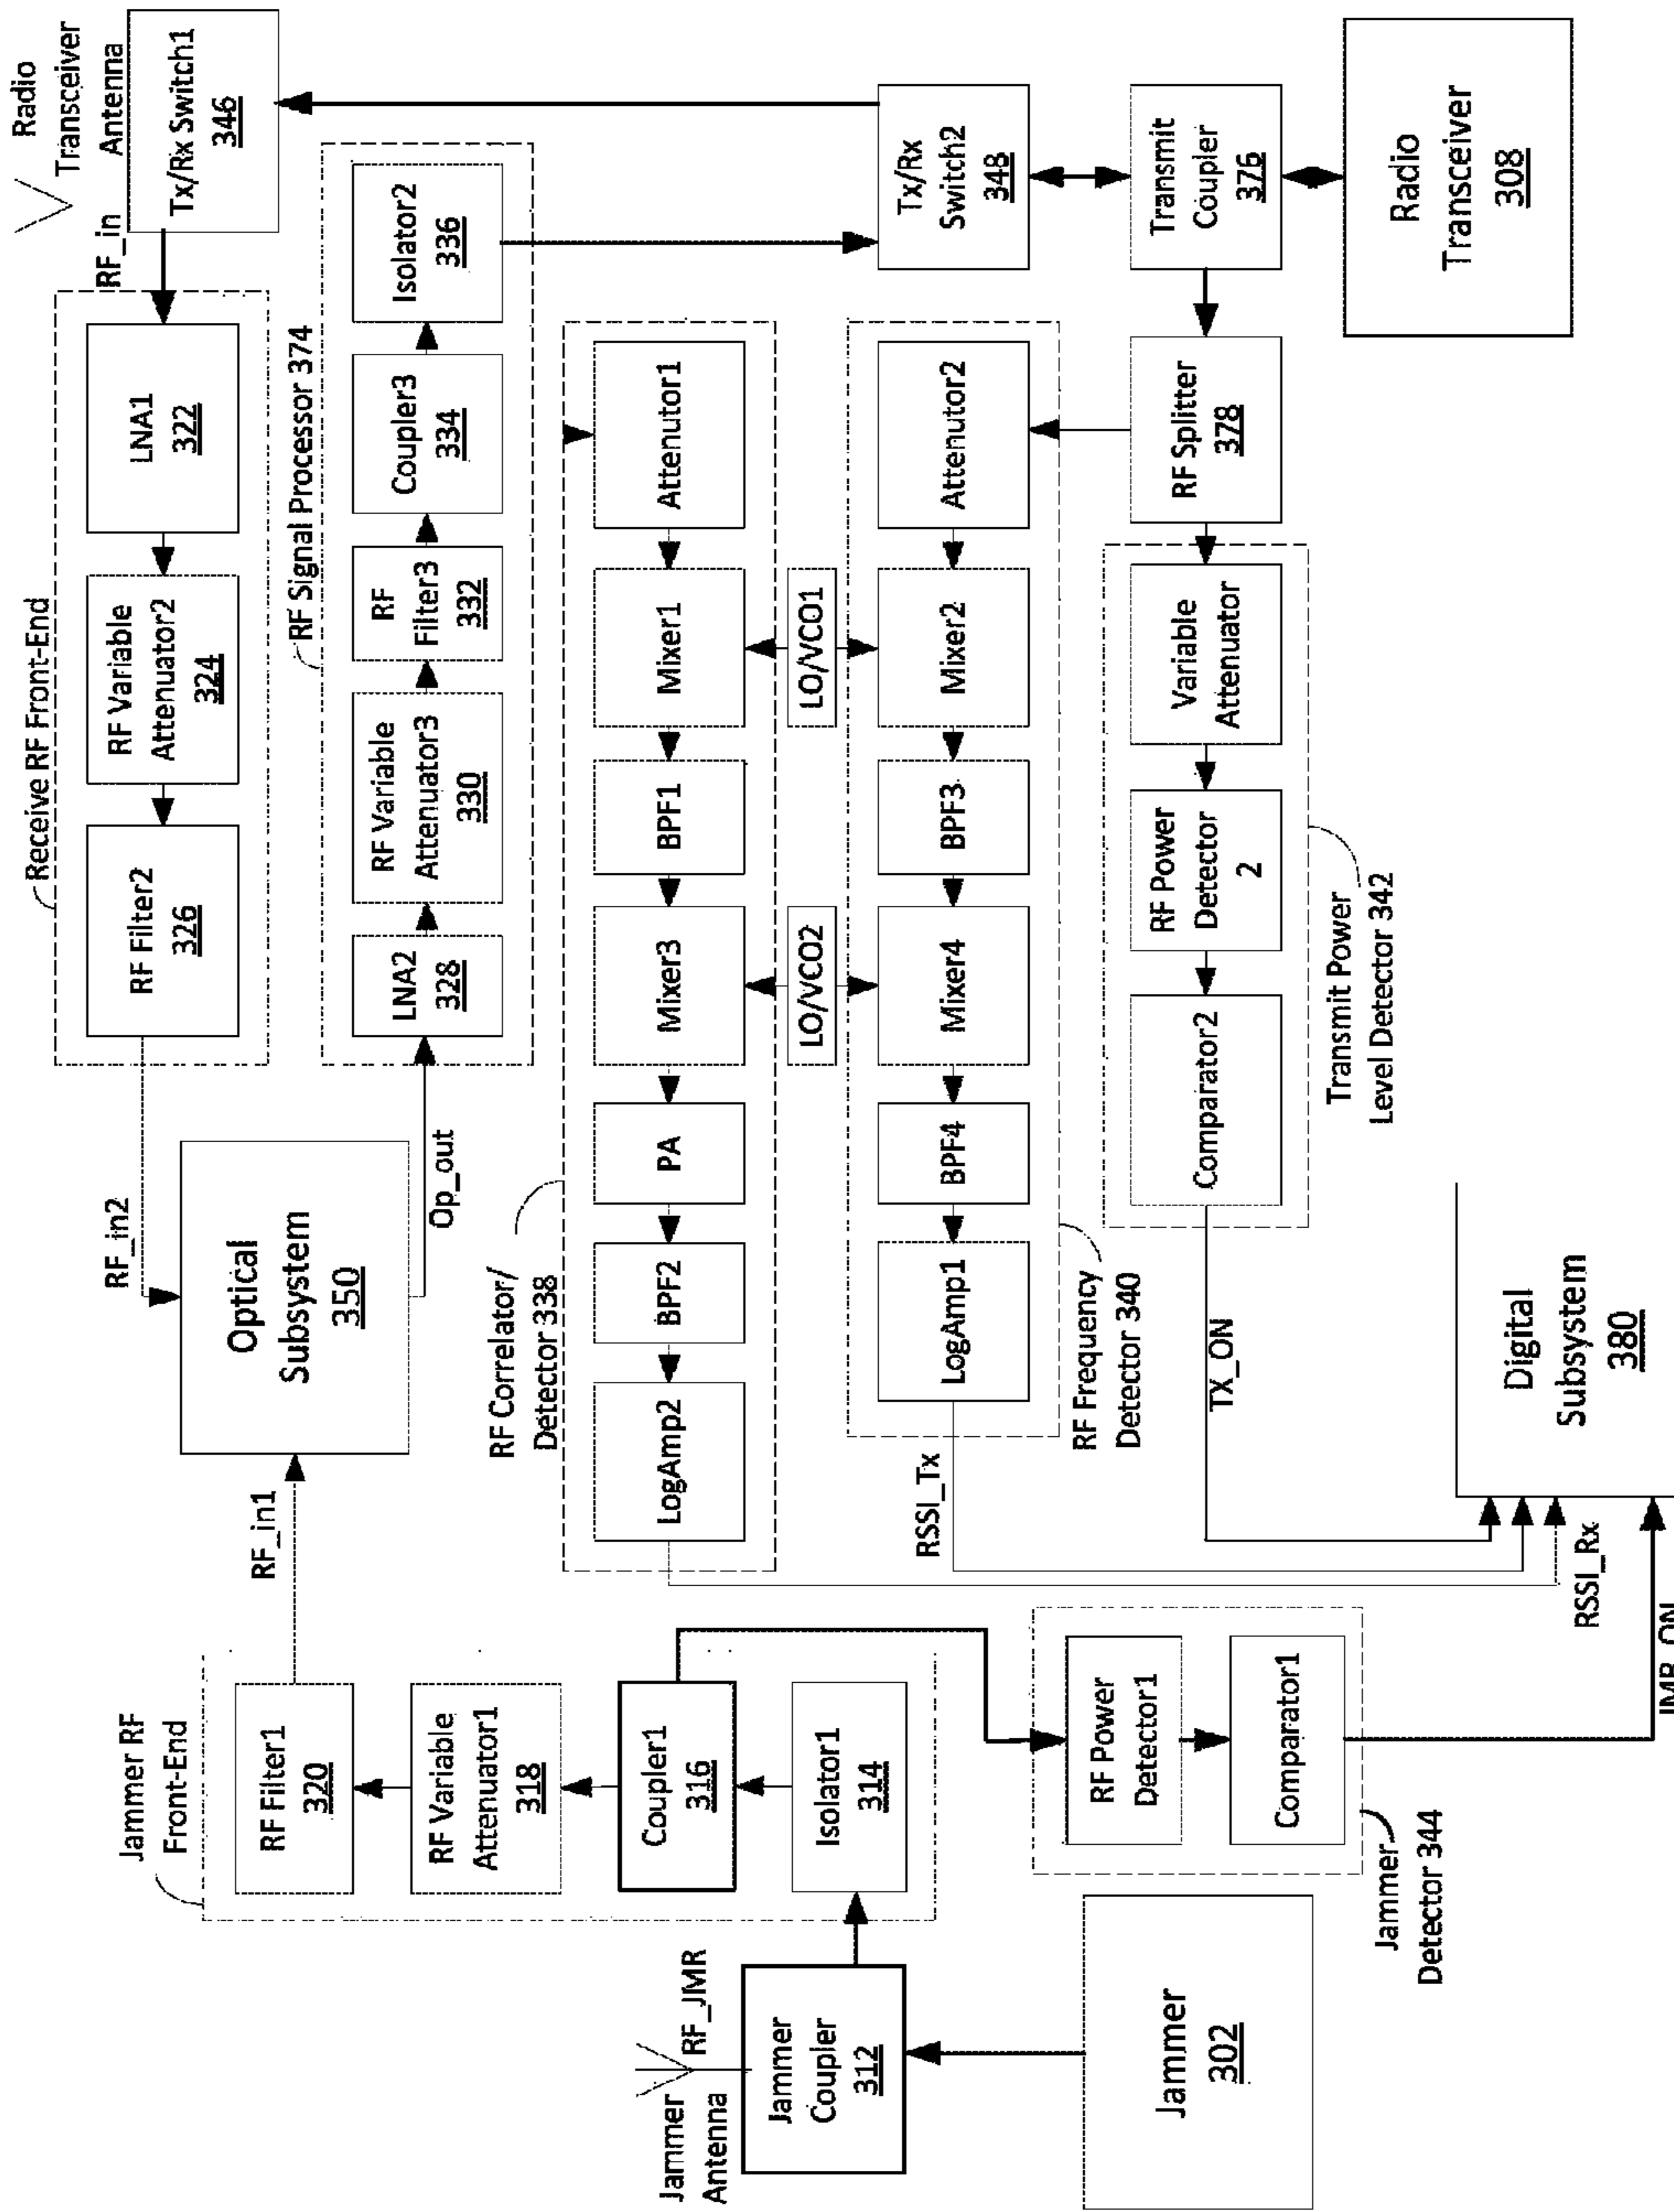 Radio
Transceiver
Antenna
RF_in
Tx/Rx Switch1
346
Receive RF Front-End
LNA1
322
RF Variable
Attenuator2
324
RF Filter2
326
RF_in2
Optical
Subsystem
350
Op_out
RF_in1
Jammer RF
Front-End
RF Filter1
320
RF Variable
Attenuator1
318
Coupler1
316
Isolator1
314
RF Signal Processor 374
LNA2
328
RF Variable
Attenuator3
330
RF
Filter3
332
Coupler3
334
Isolator2
336
RF Correlator/
Detector 338
LogAmp2
BPF2
PA
Mixer3
BPF1
Mixer1
Attenutor1
LO/VCO2
LO/VCO1
LogAmp1
BPF4
Mixer4
BPF3
Mixer2
Attenutor2
RF Frequency
Detector 340
RSSI_Tx
Tx/Rx
Switch2
348
Transmit
Coupler
376
Radio
Transceiver
308
RF Splitter
378
Variable
Attenuator
RF Power
Detector
2
Comparator2
Transmit Power
Level Detector 342
TX_ON
Digital
Subsystem
380
RSSI_Rx
JMR_ON
RF Power
Detector1
Comparator1
Jammer
Detector 344
Jammer
Antenna
RF_JMR
Jammer
Coupler
312
Jammer
302